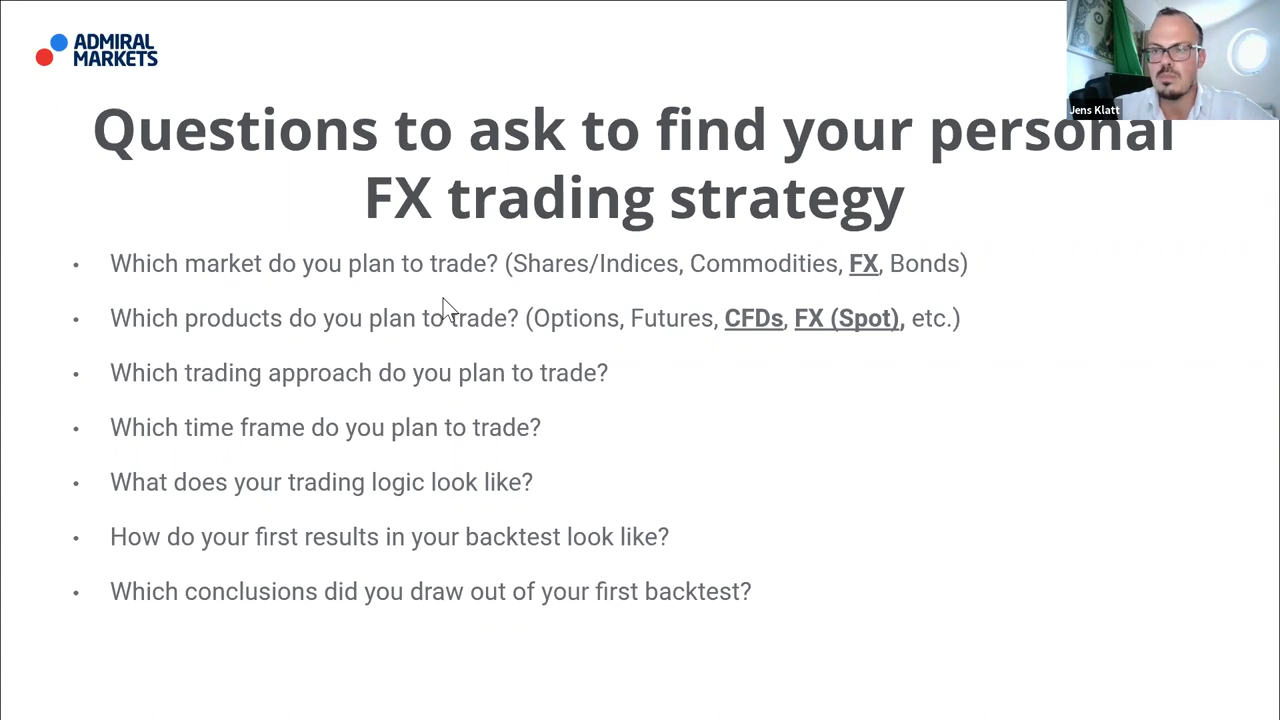 ADMIRAL
MARKETS
Jens Klatt
Questions to ask to find your personal
FX trading strategy
• Which market do you plan to trade? (Shares/Indices, Commodities, FX, Bonds)
• Which products do you plan to trade? (Options, Futures, CFDs, FX (Spot), etc.)
• Which trading approach do you plan to trade?
• Which time frame do you plan to trade?
• What does your trading logic look like?
• How do your first results in your backtest look like?
• Which conclusions did you draw out of your first backtest?